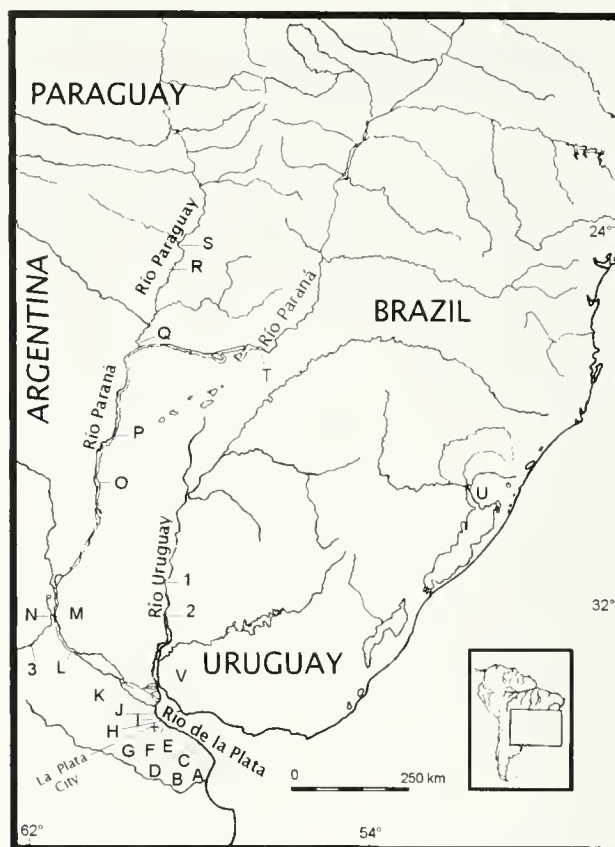 PARAGUAY
24°
S
R
Río Paraguay
ARGENTINA
BRAZIL
Q
Río Paraná
T
Río Paraná
P
O
U
Río Uruguay
1
2
32°
N
M
3
L
URUGUAY
V
K
J
I
H
+
Río de la Plata
G
F
E
C
D
B
A
La Plata
City
0
250 km
62°
54°